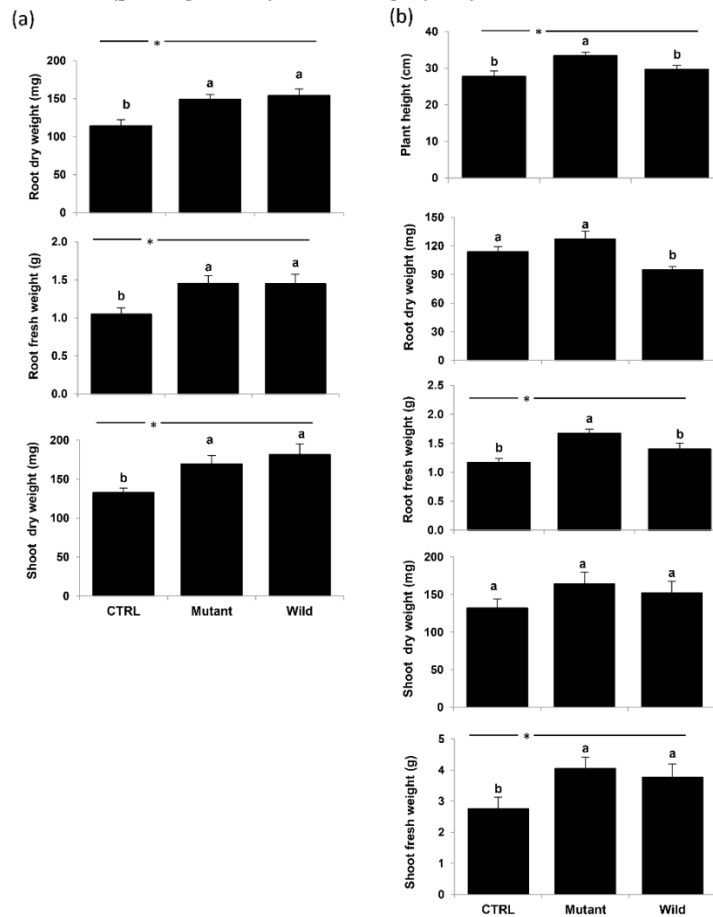 (a)
*
b
a
a
Root dry weight (mg)
200
150
100
50
0
*
b
a
a
Root fresh weight (g)
2.0
1.5
1.0
0.5
0.0
*
b
a
a
Shoot dry weight (mg)
200
150
100
50
0
CTRL Mutant Wild
(b)
*
b
a
b
Plant height (cm)
40
30
20
10
0
a
a
b
Root dry weight (mg)
150
120
90
60
30
0
*
b
a
b
Root fresh weight (g)
2.5
2.0
1.5
1.0
0.5
0.0
a
a
a
Shoot dry weight (mg)
200
150
100
50
0
*
b
a
a
Shoot fresh weight (g)
5
4
3
2
1
0
CTRL Mutant Wild